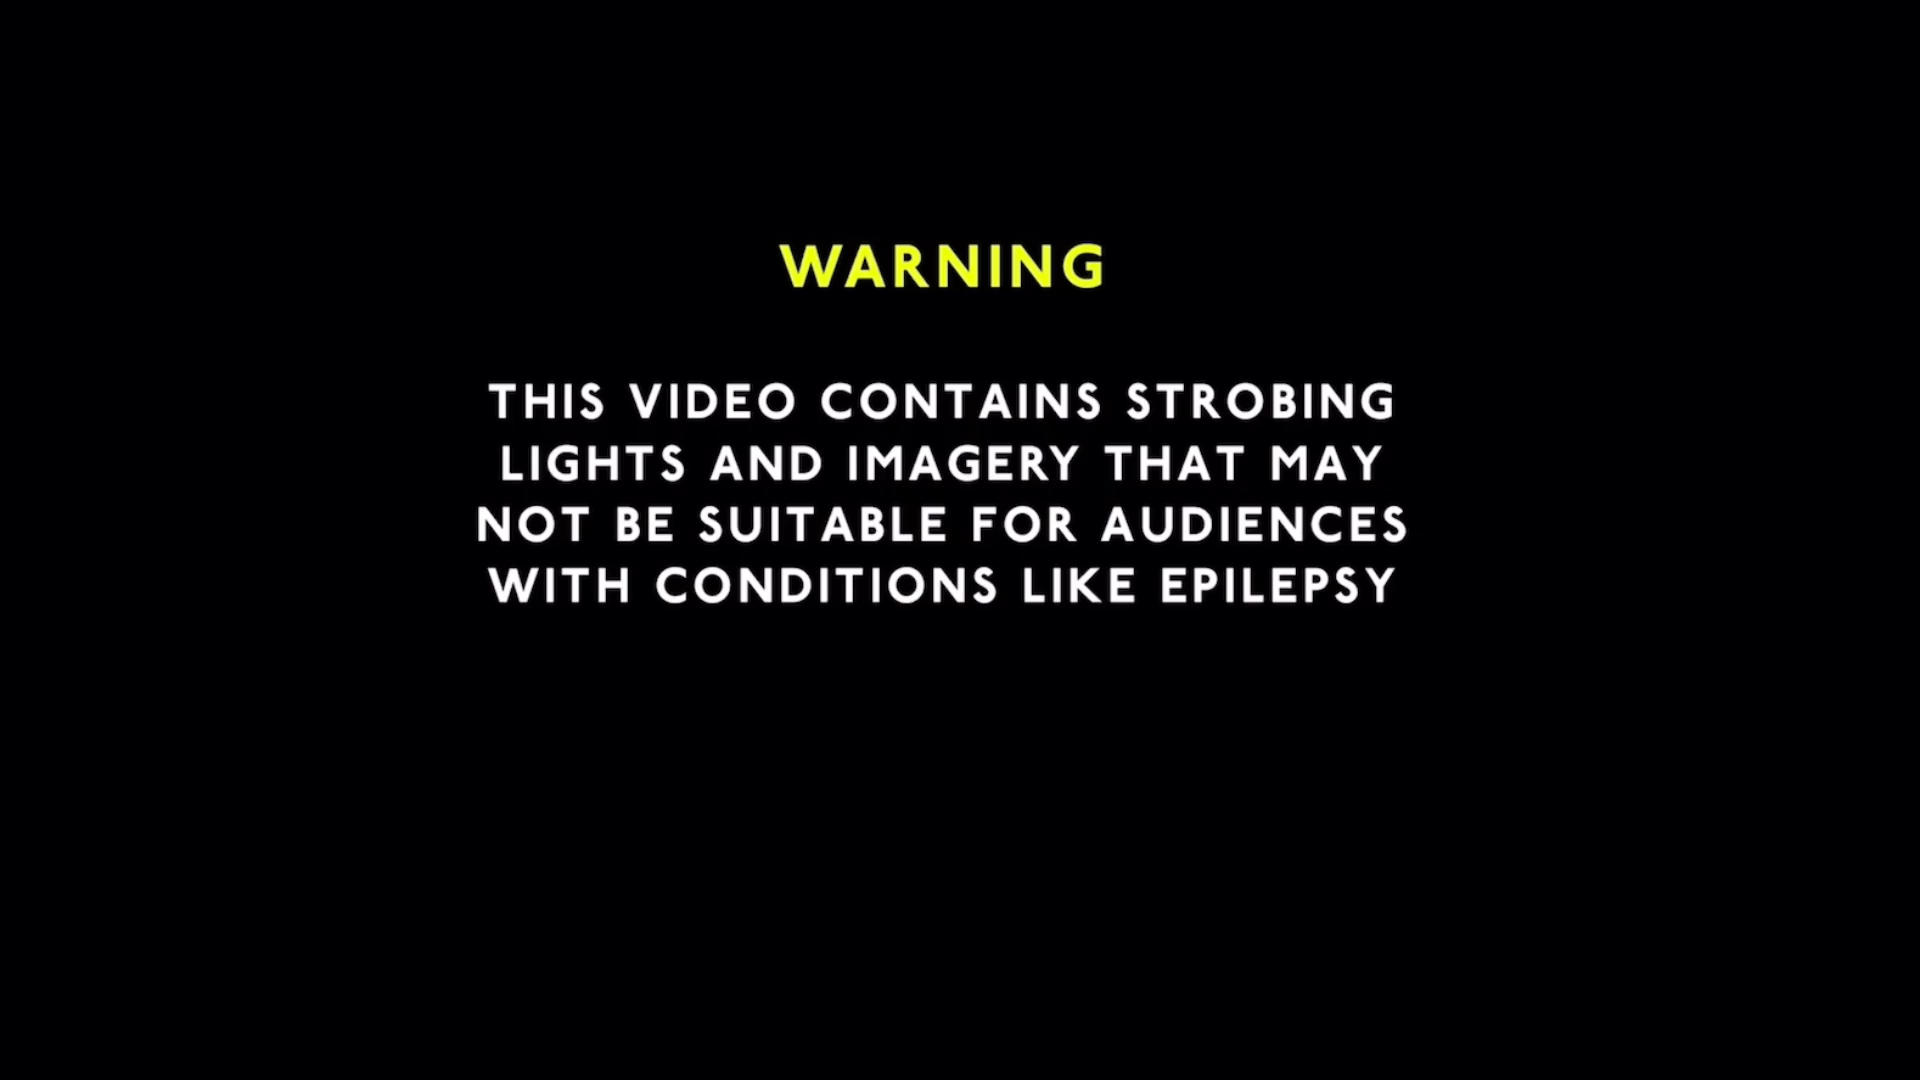 WARNING
THIS VIDEO CONTAINS STROBING
LIGHTS AND IMAGERY THAT MAY
NOT BE SUITABLE FOR AUDIENCES
WITH CONDITIONS LIKE EPILEPSY